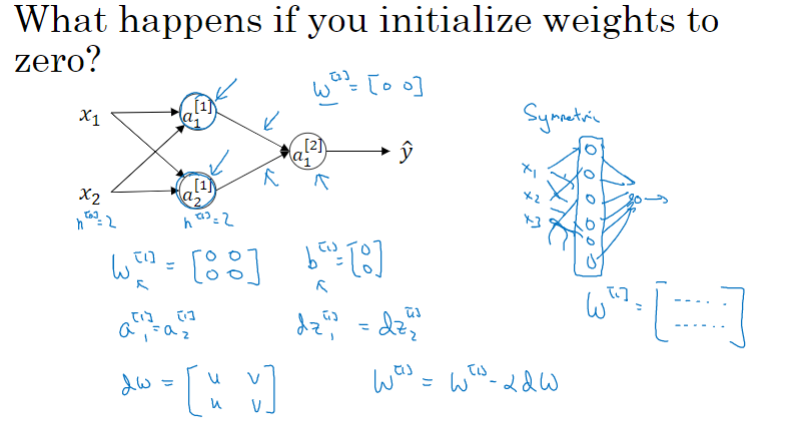 What happens if you initialize weights to
zero?
w^[2] = [0 0]
x₁
a₁^[1]
a₁^[2]
ŷ
x₂
a₂^[1]
n^[0] = 2
n^[1] = 2
Symmetric
x₁
x₂
x₃
W^[1] = [0 0
0 0]
b^[1] = [0
0]
W^[1] = [-----
-----]
a₁^[1] = a₂^[1]
dz₁^[1] = dz₂^[1]
dW = [u v
u v]
W^[1] = W^[1] - αdW